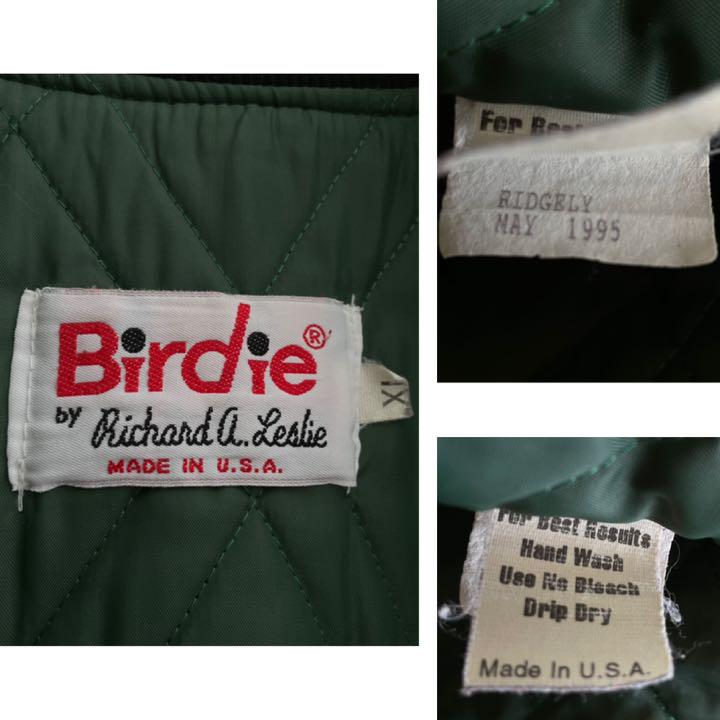 Birdie®
by Richard A. Leslie
MADE IN U.S.A.
For
RIDGELY
MAY 1995
For Best Results
Hand Wash
Use No Bleach
Drip Dry
Made In U.S.A.